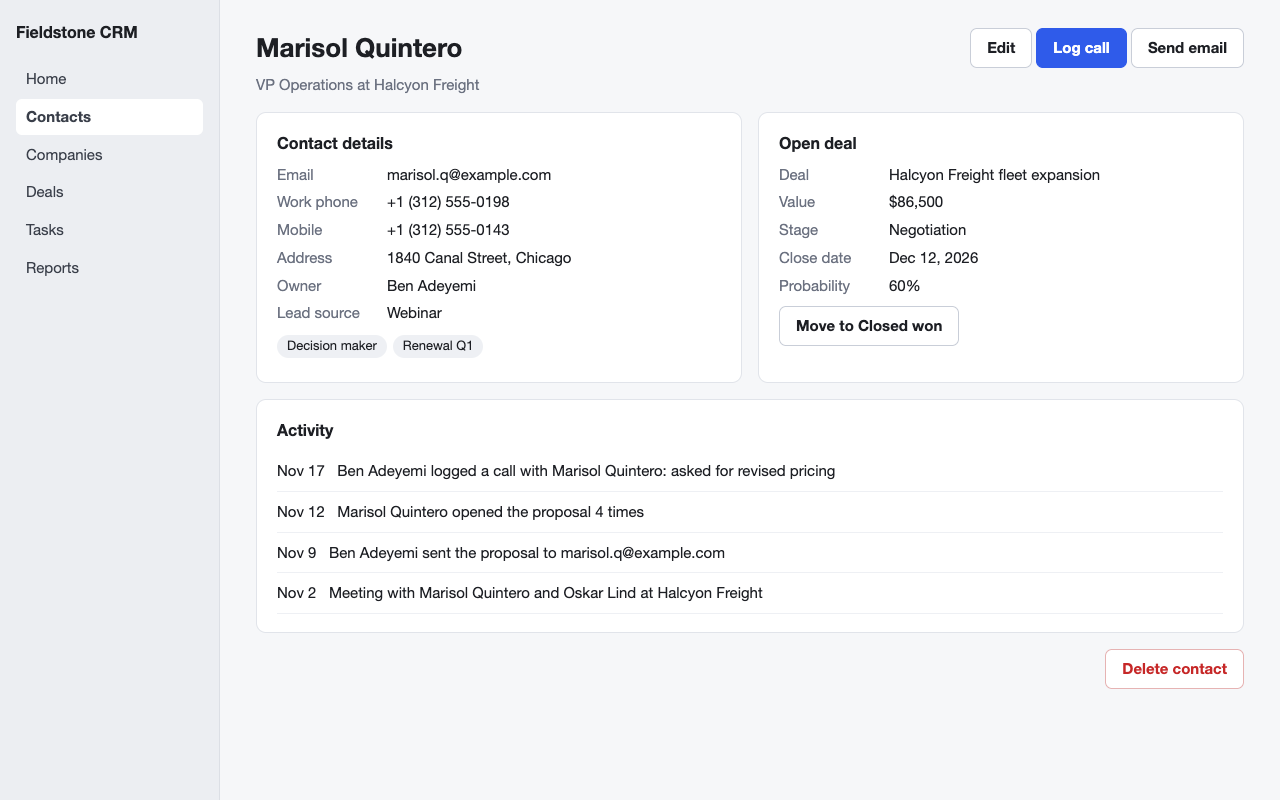 Fieldstone CRM
Home
Contacts
Companies
Deals
Tasks
Reports
Marisol Quintero
VP Operations at Halcyon Freight
Edit
Log call
Send email
Contact details
Email marisol.q@example.com
Work phone +1 (312) 555-0198
Mobile +1 (312) 555-0143
Address 1840 Canal Street, Chicago
Owner Ben Adeyemi
Lead source Webinar
Decision maker Renewal Q1
Open deal
Deal Halcyon Freight fleet expansion
Value $86,500
Stage Negotiation
Close date Dec 12, 2026
Probability 60%
Move to Closed won
Activity
Nov 17 Ben Adeyemi logged a call with Marisol Quintero: asked for revised pricing
Nov 12 Marisol Quintero opened the proposal 4 times
Nov 9 Ben Adeyemi sent the proposal to marisol.q@example.com
Nov 2 Meeting with Marisol Quintero and Oskar Lind at Halcyon Freight
Delete contact